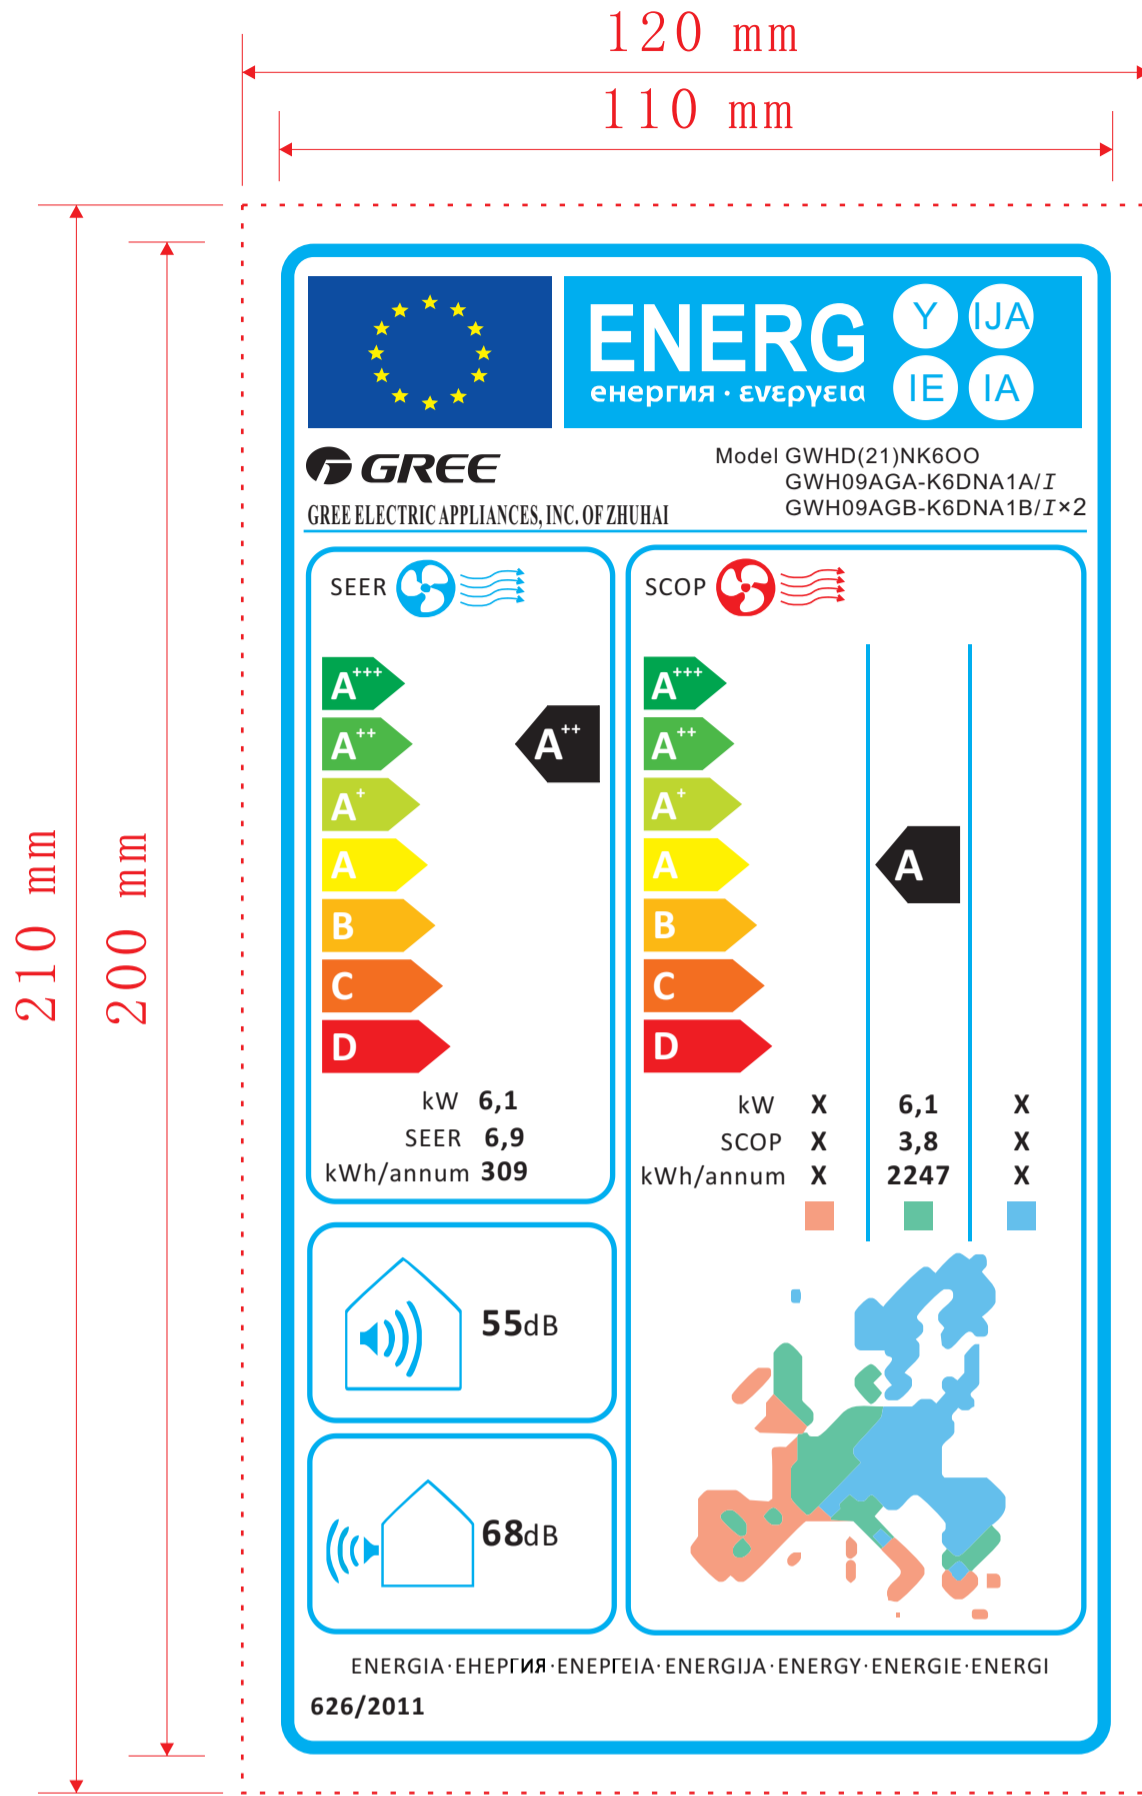 120 mm
110 mm
210 mm
200 mm
ENERG
енергия · ενεργεια
Y IJA
IE IA
GREE
GREE ELECTRIC APPLIANCES, INC. OF ZHUHAI
Model GWHD(21)NK6OO
GWH09AGA-K6DNA1A/I
GWH09AGB-K6DNA1B/I×2
SEER
A+++
A++
A+
A
B
C
D
A++
kW 6,1
SEER 6,9
kWh/annum 309
SCOP
A+++
A++
A+
A
B
C
D
A
kW X 6,1 X
SCOP X 3,8 X
kWh/annum X 2247 X
55dB
68dB
ENERGIA·ЕНЕРГИЯ·ΕΝΕΡΓΕΙΑ·ENERGIJA·ENERGY·ENERGIE·ENERGI
626/2011